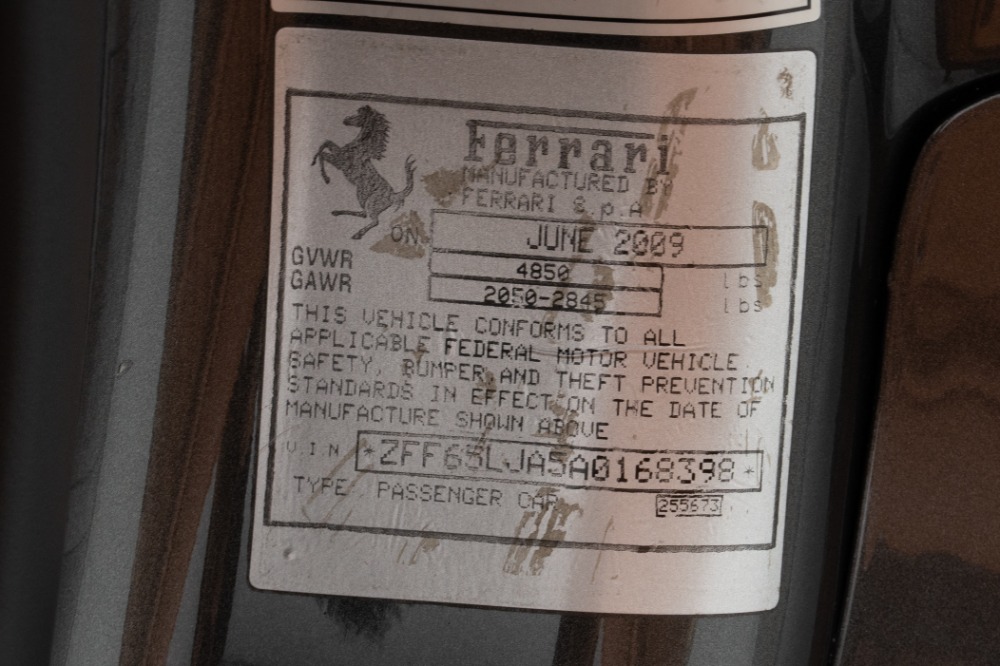 Ferrari
MANUFACTURED BY
FERRARI S.p.A
ON JUNE 2009
GVWR 4850 lbs
GAWR 2050-2845 lbs
THIS VEHICLE CONFORMS TO ALL
APPLICABLE FEDERAL MOTOR VEHICLE
SAFETY, BUMPER AND THEFT PREVENTION
STANDARDS IN EFFECT ON THE DATE OF
MANUFACTURE SHOWN ABOVE
V.I.N *ZFF65LJA5A0168398*
TYPE PASSENGER CAR 255673